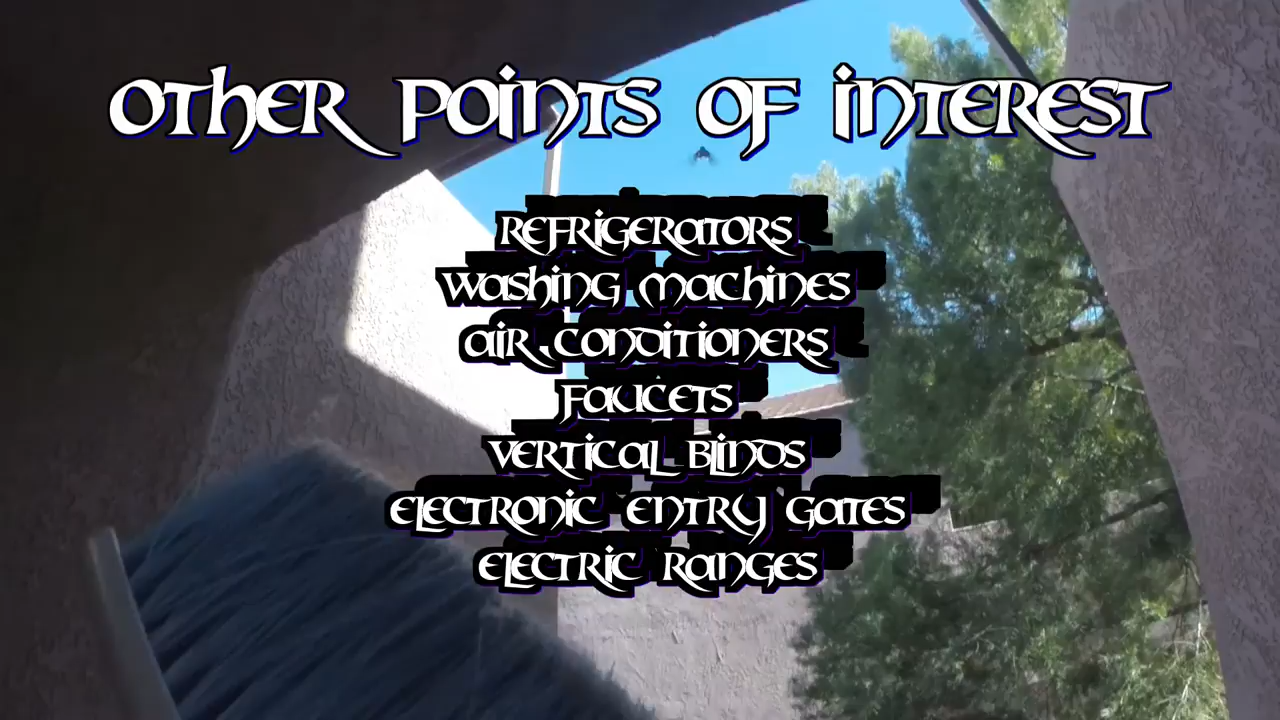 OTHER POINTS OF INTEREST
REFRIGERATORS
WASHING MACHINES
AIR CONDITIONERS
FAUCETS
VERTICAL BLINDS
ELECTRONIC ENTRY GATES
ELECTRIC RANGES